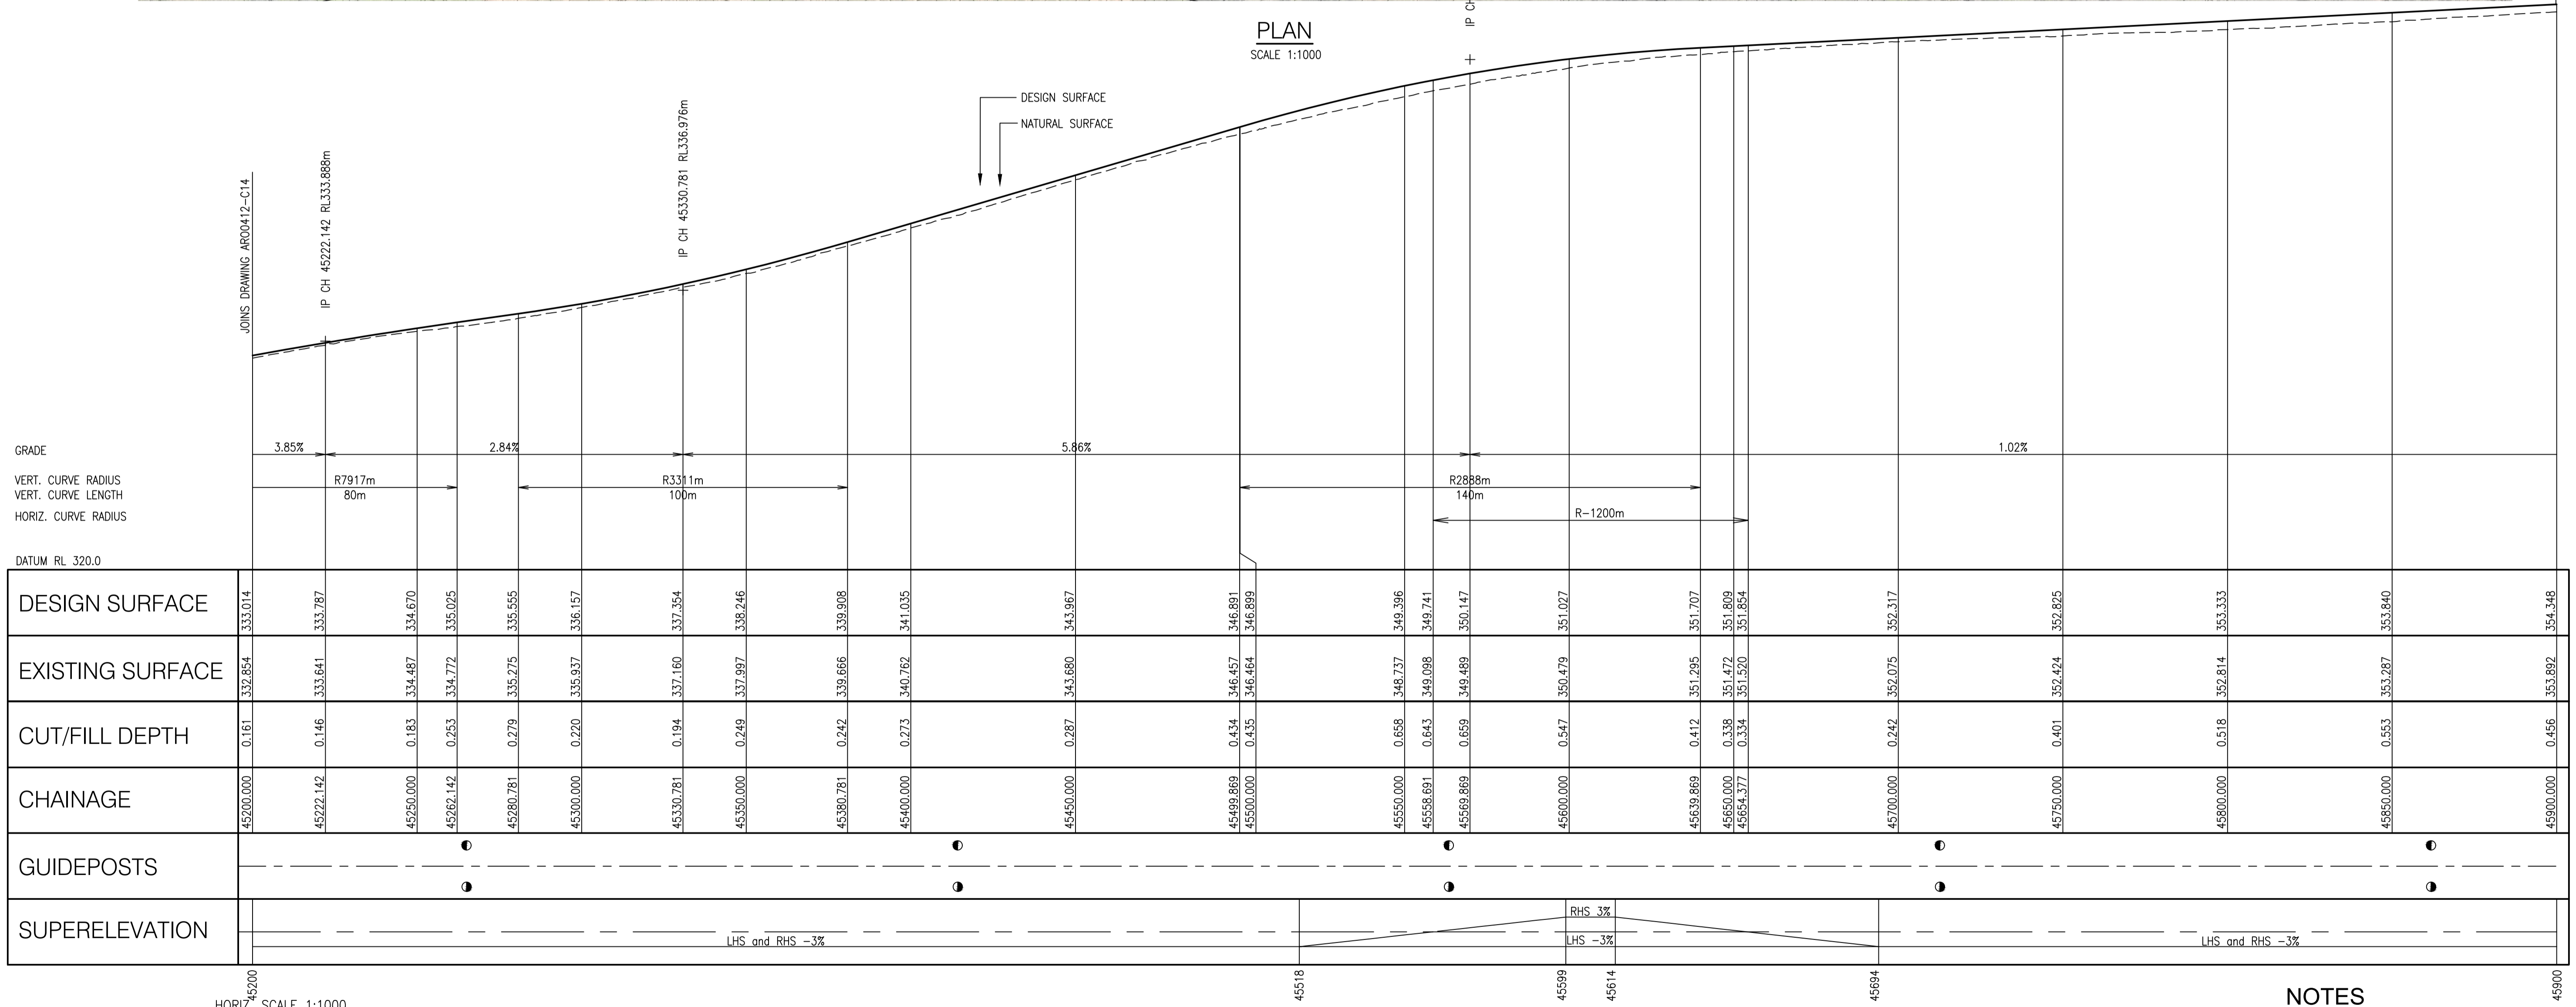 PLAN
SCALE 1:1000
IP CH
DESIGN SURFACE
NATURAL SURFACE
JOINS DRAWING AR00412-C14
IP CH 45222.142 RL333.888m
IP CH 45330.781 RL336.976m
GRADE 3.85% 2.84% 5.86% 1.02%
VERT. CURVE RADIUS R7917m R3311m R2888m
VERT. CURVE LENGTH 80m 100m 140m
HORIZ. CURVE RADIUS R-1200m
DATUM RL 320.0
DESIGN SURFACE 333.014 333.787 334.670 335.025 335.555 336.157 337.354 338.246 339.908 341.035 343.967 346.891 346.899 349.396 349.741 350.147 351.027 351.707 351.809 351.854 352.317 352.825 353.333 353.840 354.348
EXISTING SURFACE 332.854 333.641 334.487 334.772 335.275 335.937 337.160 337.997 339.666 340.762 343.680 346.457 346.464 348.737 349.098 349.489 350.479 351.295 351.472 351.520 352.075 352.424 352.814 353.287 353.892
CUT/FILL DEPTH 0.161 0.146 0.183 0.253 0.279 0.220 0.194 0.249 0.242 0.273 0.287 0.434 0.435 0.658 0.643 0.659 0.547 0.412 0.338 0.334 0.242 0.401 0.518 0.553 0.456
CHAINAGE 45200.000 45222.142 45250.000 45262.142 45280.781 45300.000 45330.781 45350.000 45380.781 45400.000 45450.000 45499.869 45500.000 45550.000 45558.691 45569.869 45600.000 45639.869 45650.000 45654.377 45700.000 45750.000 45800.000 45850.000 45900.000
GUIDEPOSTS
SUPERELEVATION LHS and RHS -3% RHS 3% LHS -3% LHS and RHS -3%
45200 45518 45599 45614 45694 45900
HORIZ. SCALE 1:1000
NOTES